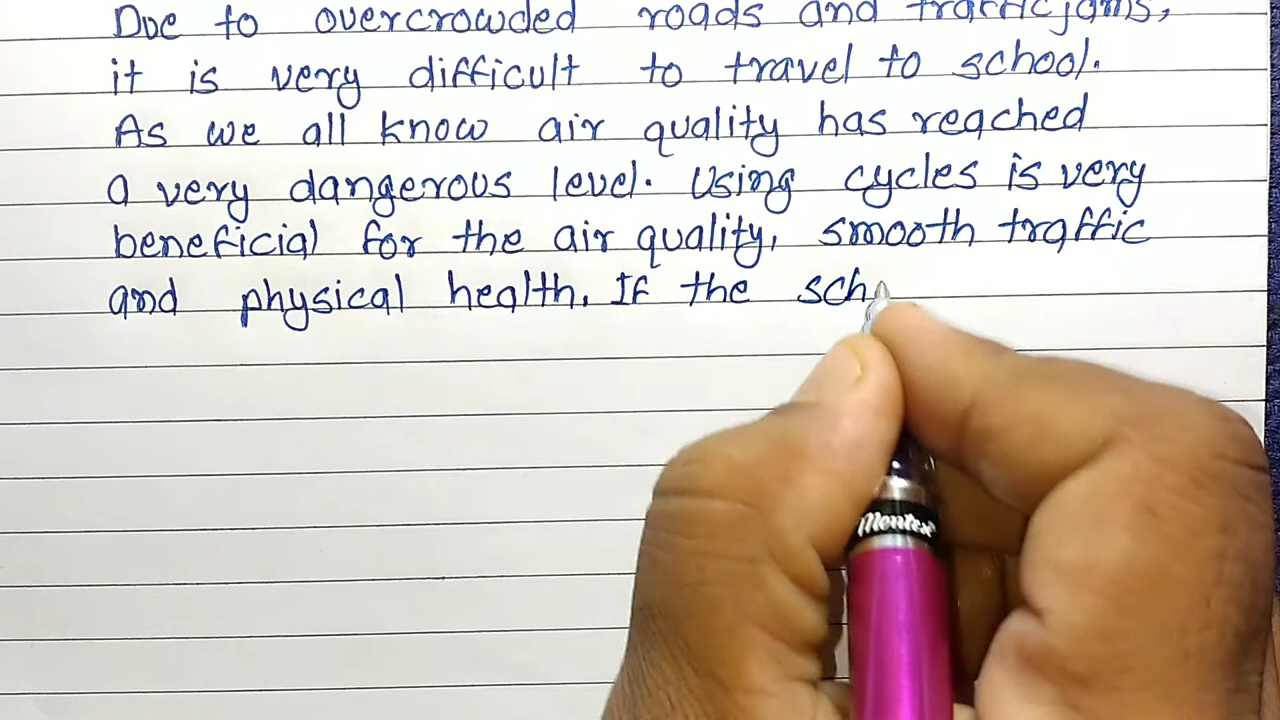 Due to overcrowded roads and traffic jams,
it is very difficult to travel to school.
As we all know air quality has reached
a very dangerous level. Using cycles is very
beneficial for the air quality, smooth traffic
and physical health. If the sch
Mentex